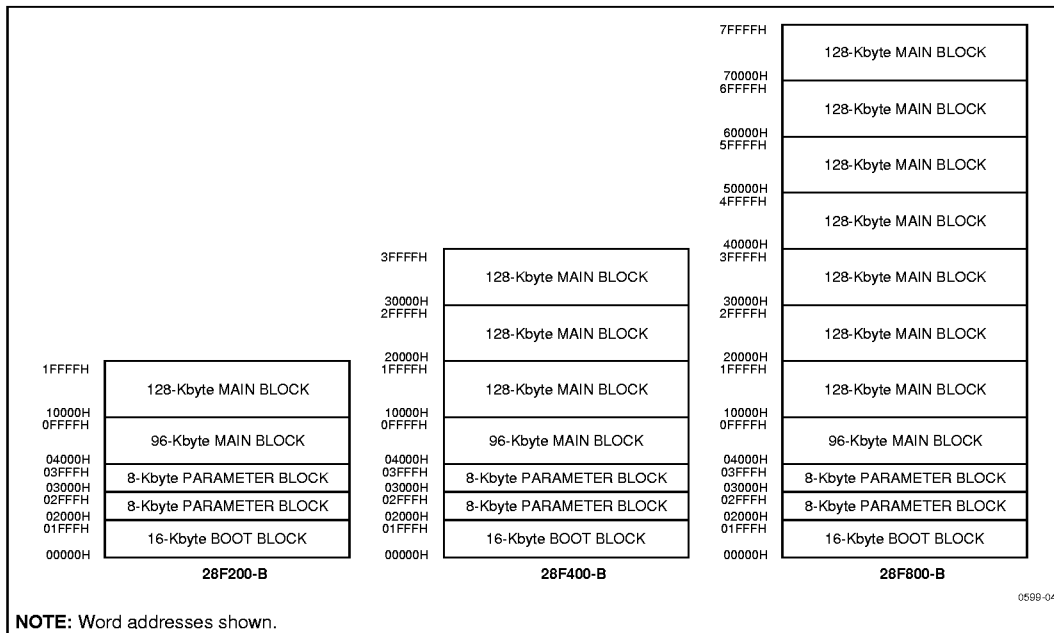 1FFFFH
128-Kbyte MAIN BLOCK
10000H
0FFFFH
96-Kbyte MAIN BLOCK
04000H
03FFFH
8-Kbyte PARAMETER BLOCK
03000H
02FFFH
8-Kbyte PARAMETER BLOCK
02000H
01FFFH
16-Kbyte BOOT BLOCK
00000H
28F200-B
3FFFFH
128-Kbyte MAIN BLOCK
30000H
2FFFFH
128-Kbyte MAIN BLOCK
20000H
1FFFFH
128-Kbyte MAIN BLOCK
10000H
0FFFFH
96-Kbyte MAIN BLOCK
04000H
03FFFH
8-Kbyte PARAMETER BLOCK
03000H
02FFFH
8-Kbyte PARAMETER BLOCK
02000H
01FFFH
16-Kbyte BOOT BLOCK
00000H
28F400-B
7FFFFH
128-Kbyte MAIN BLOCK
70000H
6FFFFH
128-Kbyte MAIN BLOCK
60000H
5FFFFH
128-Kbyte MAIN BLOCK
50000H
4FFFFH
128-Kbyte MAIN BLOCK
40000H
3FFFFH
128-Kbyte MAIN BLOCK
30000H
2FFFFH
128-Kbyte MAIN BLOCK
20000H
1FFFFH
128-Kbyte MAIN BLOCK
10000H
0FFFFH
96-Kbyte MAIN BLOCK
04000H
03FFFH
8-Kbyte PARAMETER BLOCK
03000H
02FFFH
8-Kbyte PARAMETER BLOCK
02000H
01FFFH
16-Kbyte BOOT BLOCK
00000H
28F800-B
0599-04
NOTE: Word addresses shown.